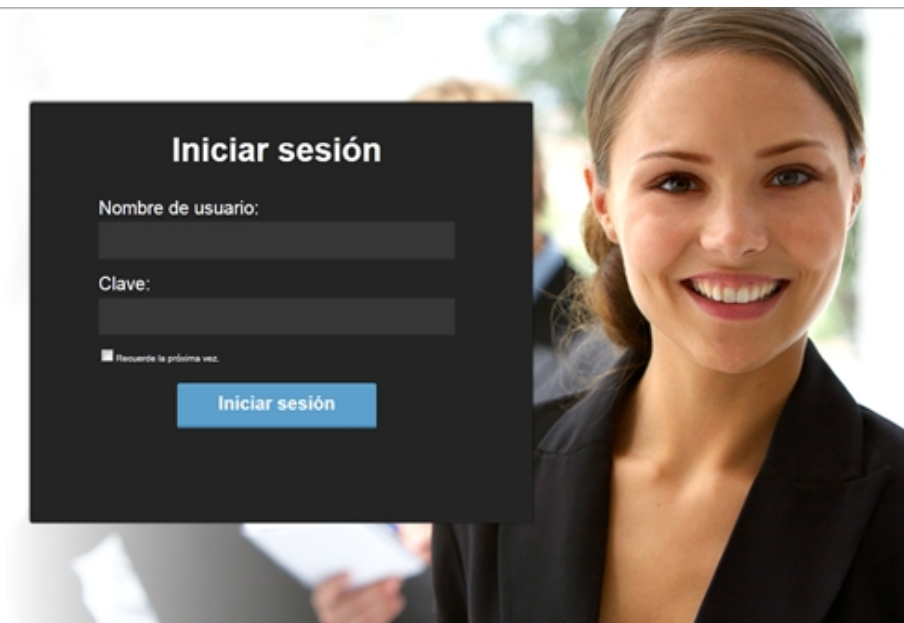 Iniciar sesión
Nombre de usuario:
Clave:
Recuerde la próxima vez.
Iniciar sesión